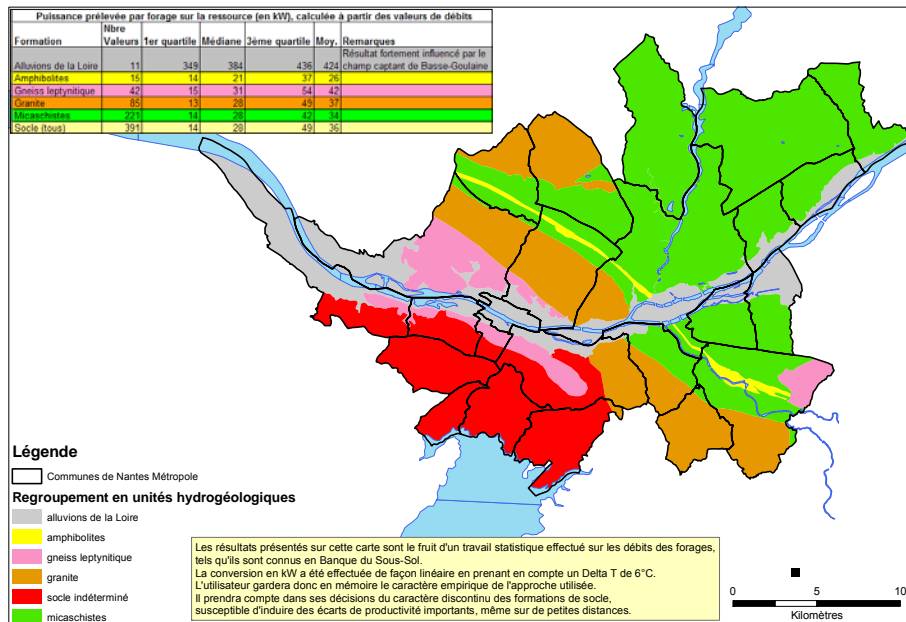 Puissance prélevée par forage sur la ressource (en kW), calculée à partir des valeurs de débits
Formation Nbre Valeurs 1er quartile Médiane 3ème quartile Moy. Remarques
Alluvions de la Loire 11 349 384 436 424 Résultat fortement influencé par le champ captant de Basse-Goulaine
Amphibolites 15 14 21 37 26
Gneiss leptynitique 42 15 31 54 42
Granite 85 13 28 49 37
Micaschistes 221 14 28 42 34
Socle (tous) 391 14 28 49 36
Légende
Communes de Nantes Métropole
Regroupement en unités hydrogéologiques
alluvions de la Loire
amphibolites
gneiss leptynitique
granite
socle indéterminé
micaschistes
Les résultats présentés sur cette carte sont le fruit d'un travail statistique effectué sur les débits des forages,
tels qu'ils sont connus en Banque du Sous-Sol.
La conversion en kW a été effectuée de façon linéaire en prenant en compte un Delta T de 6°C.
L'utilisateur gardera donc en mémoire le caractère empirique de l'approche utilisée.
Il prendra compte dans ses décisions du caractère discontinu des formations de socle,
susceptible d'induire des écarts de productivité importants, même sur de petites distances.
0 5 10
Kilomètres